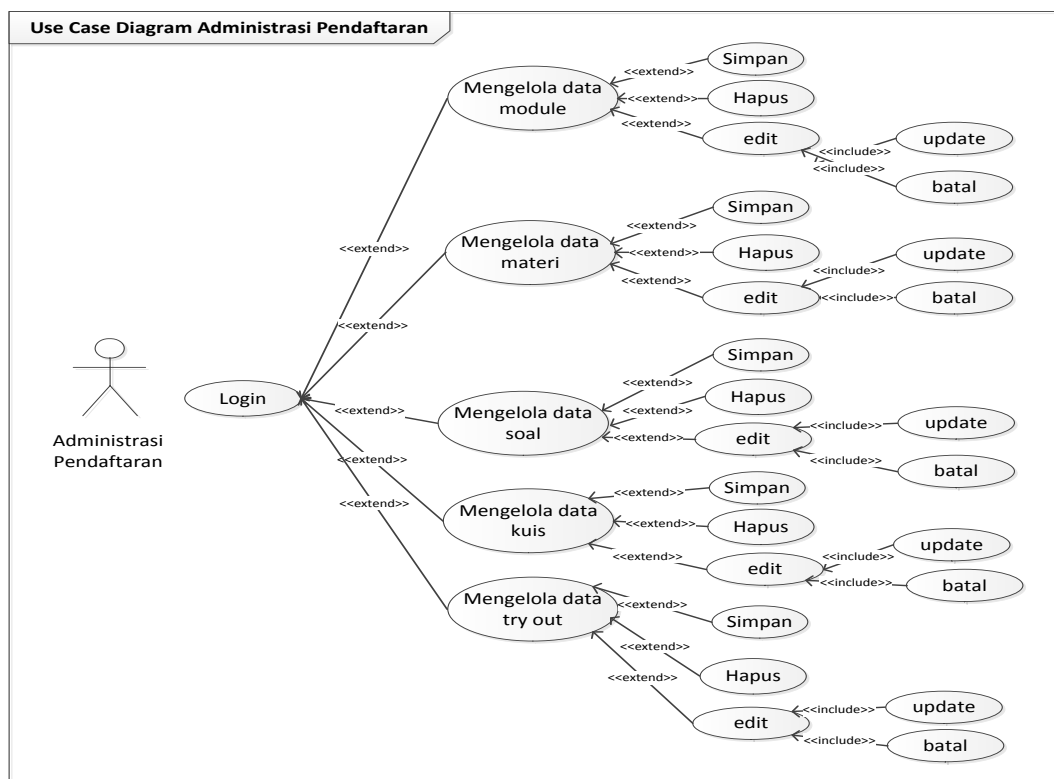 Use Case Diagram Administrasi Pendaftaran
Simpan
<<extend>>
Mengelola data
module
<<extend>>
Hapus
<<extend>>
edit
<<include>>
update
<<include>>
batal
<<extend>>
Simpan
<<extend>>
Mengelola data
materi
<<extend>>
Hapus
<<extend>>
edit
<<include>>
update
<<include>>
batal
<<extend>>
Administrasi
Pendaftaran
Login
<<extend>>
Mengelola data
soal
<<extend>>
Simpan
<<extend>>
Hapus
<<extend>>
edit
<<include>>
update
<<include>>
batal
<<extend>>
Mengelola data
kuis
<<extend>>
Simpan
<<extend>>
Hapus
<<extend>>
edit
<<include>>
update
<<include>>
batal
<<extend>>
Mengelola data
try out
<<extend>>
Simpan
<<extend>>
Hapus
<<extend>>
edit
<<include>>
update
<<include>>
batal